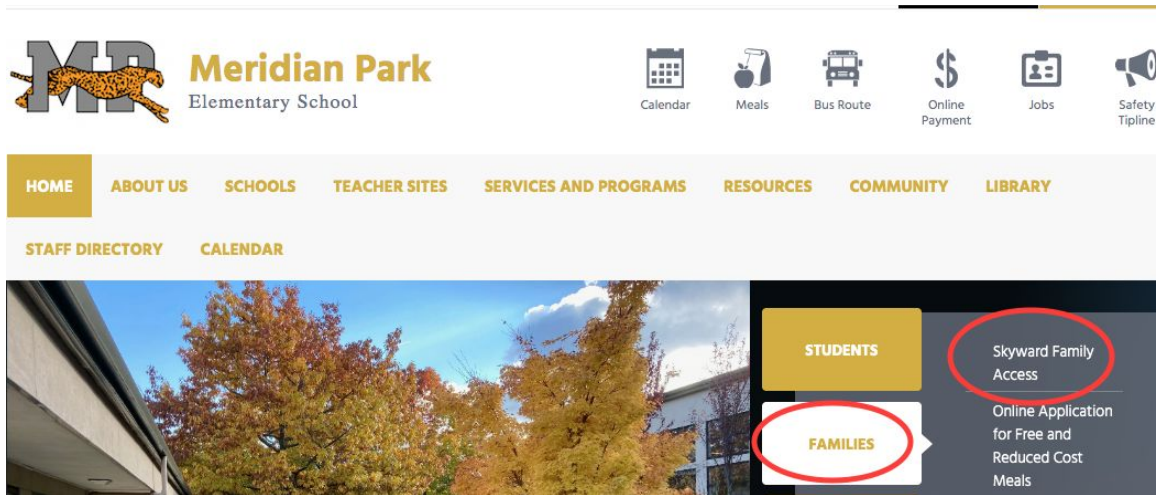 MP
Meridian Park
Elementary School
Calendar
Meals
Bus Route
Online
Payment
Jobs
Safety
Tipline
HOME ABOUT US SCHOOLS TEACHER SITES SERVICES AND PROGRAMS RESOURCES COMMUNITY LIBRARY
STAFF DIRECTORY CALENDAR
STUDENTS
FAMILIES
Skyward Family
Access
Online Application
for Free and
Reduced Cost
Meals